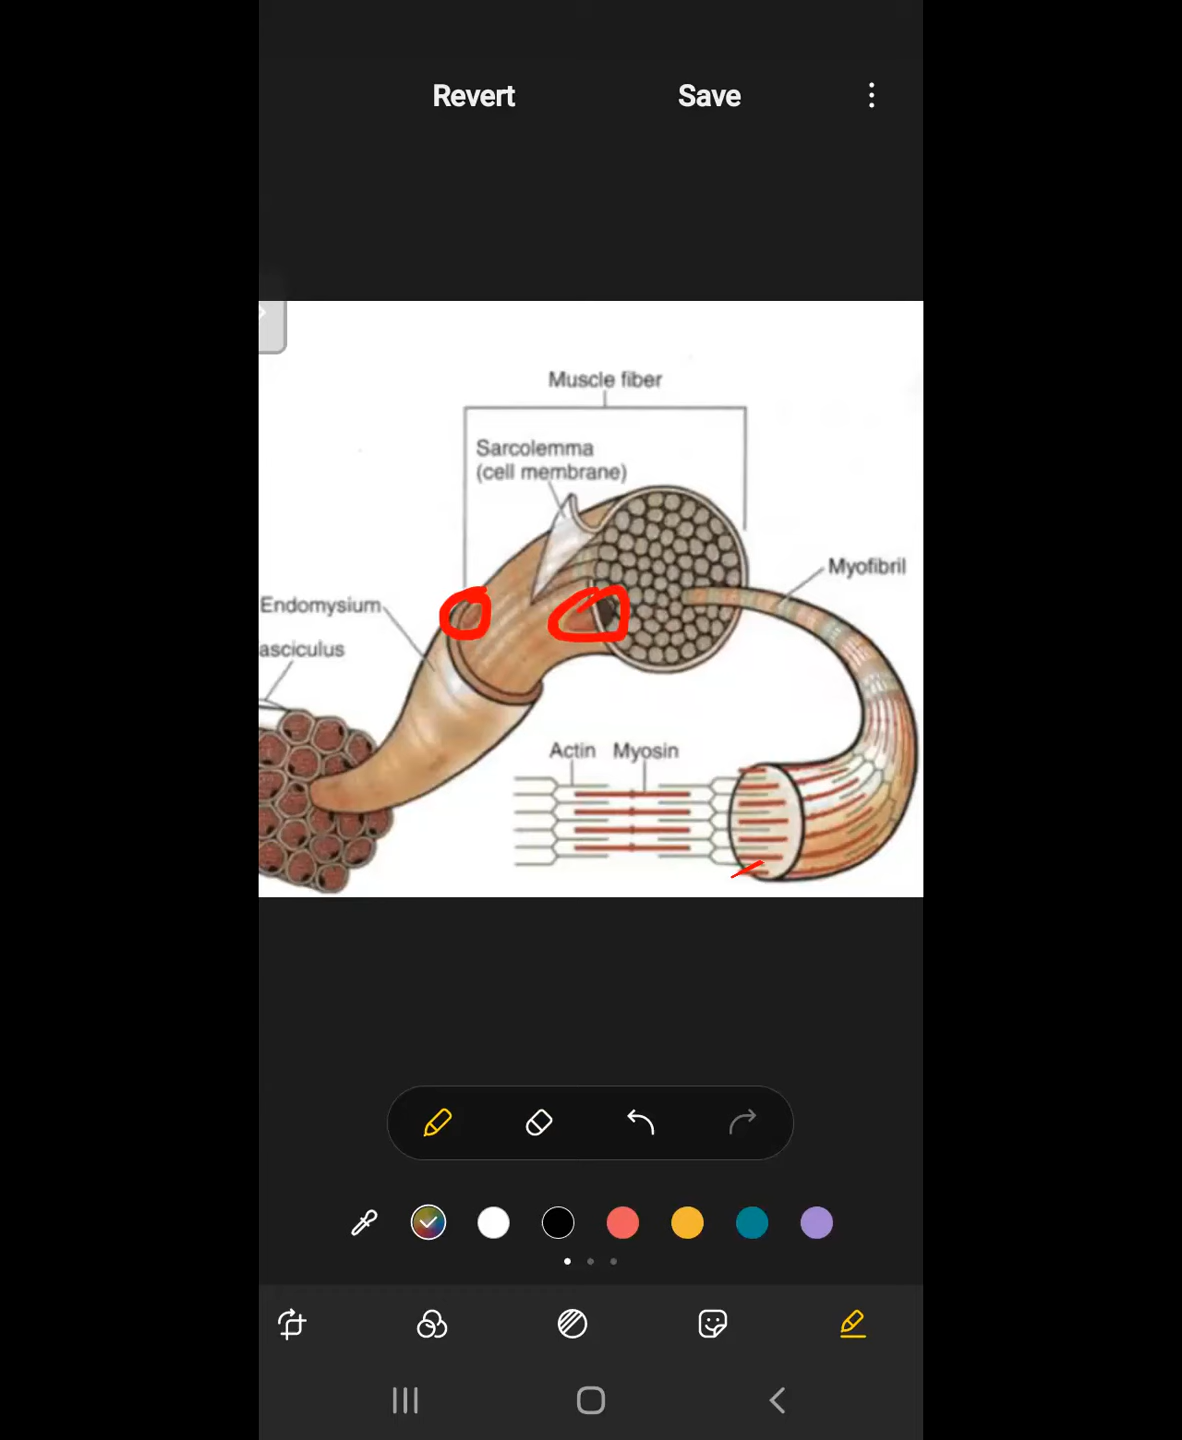 Revert Save
Muscle fiber
Sarcolemma
(cell membrane)
Myofibril
Endomysium
asciculus
Actin Myosin